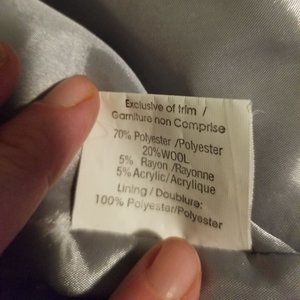 Exclusive of trim /
Garniture non Comprise
70% Polyester /Polyester
20% WOOL
5% Rayon /Rayonne
5% Acrylic/ Acrylique
Lining / Doublure:
100% Polyester/Polyester